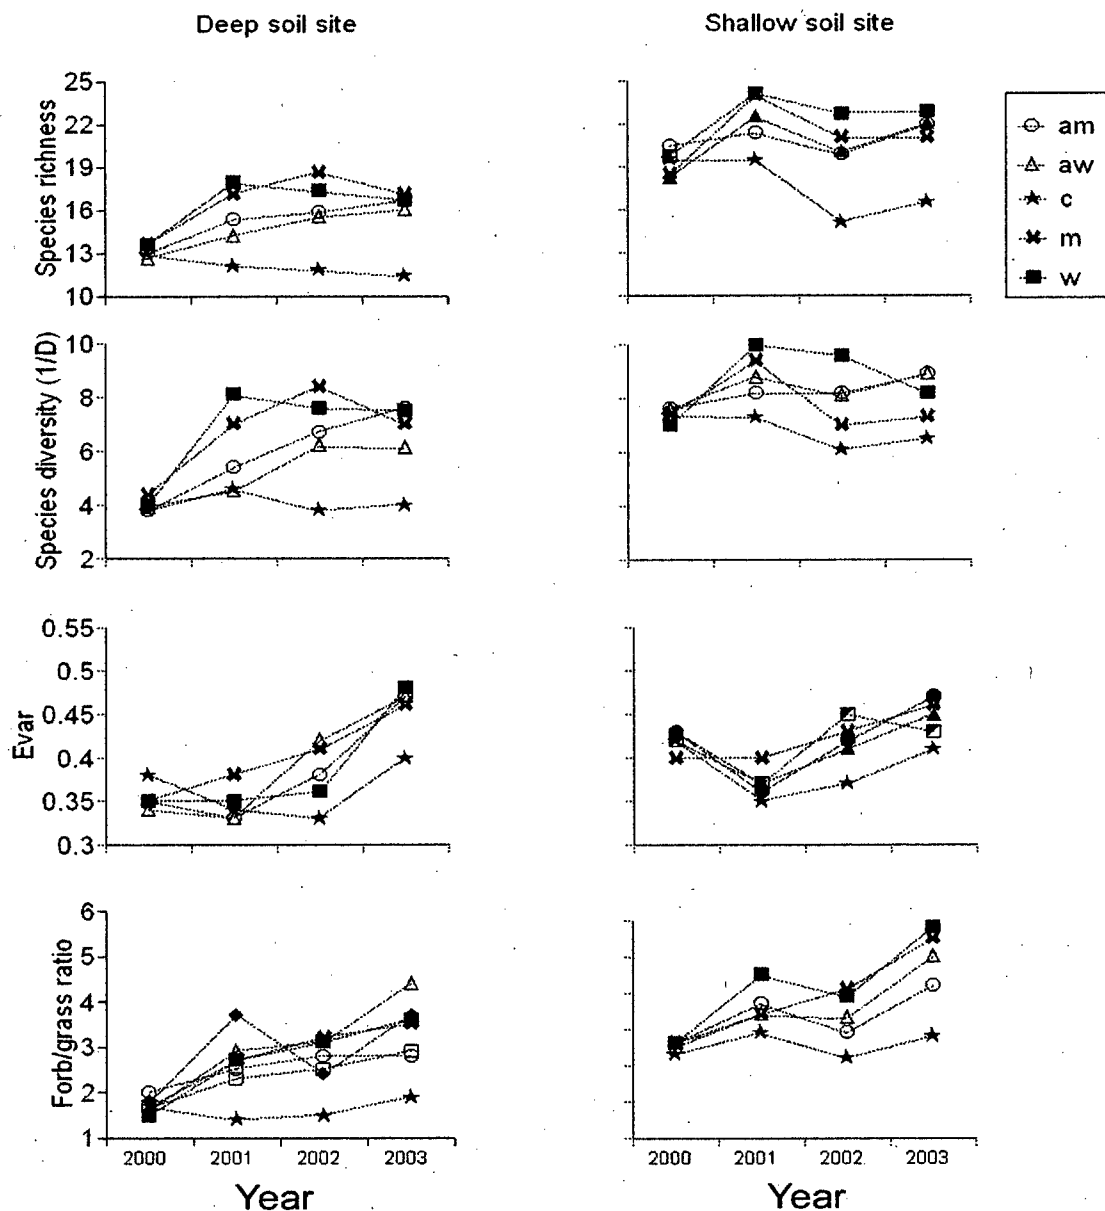 Deep soil site
Shallow soil site
Species richness
25
22
19
16
13
10
am
aw
c
m
w
Species diversity (1/D)
10
8
6
4
2
Evar
0.55
0.5
0.45
0.4
0.35
0.3
Forb/grass ratio
6
5
4
3
2
1
2000 2001 2002 2003
2000 2001 2002 2003
Year
Year